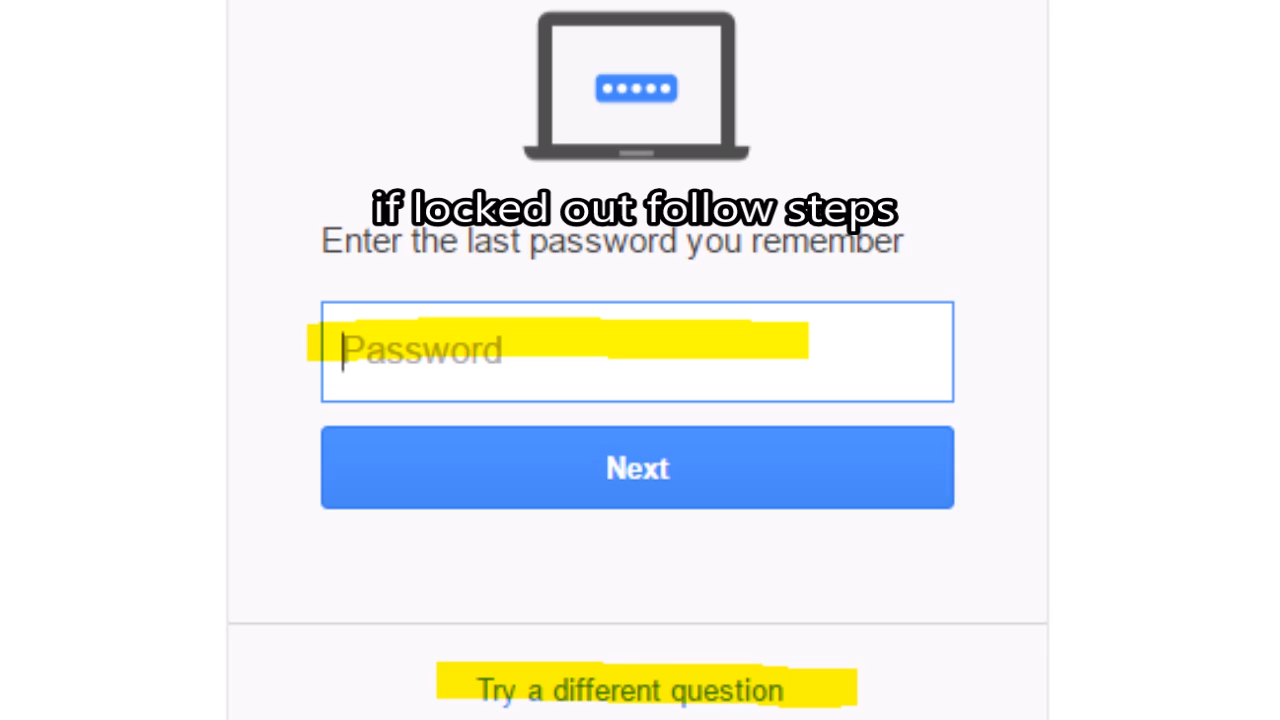 if locked out follow steps
Enter the last password you remember
Password
Next
Try a different question